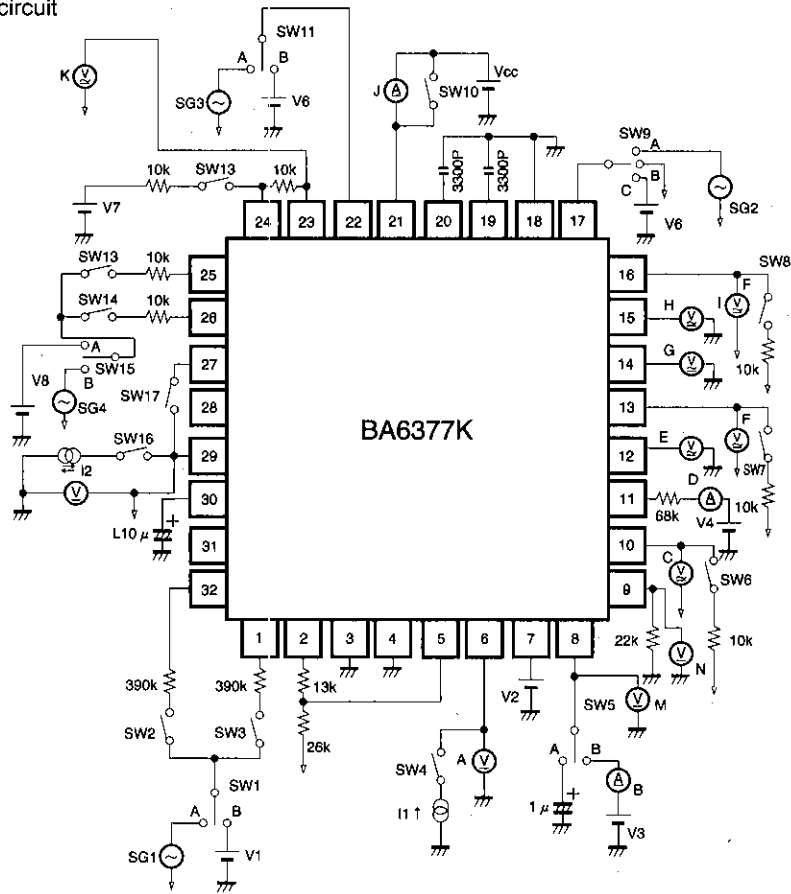 circuit
SW11
A B
K V
SG3
V6
J A
SW10
Vcc
3300P
3300P
SW9
A
B
C
V6
SG2
10k SW13 10k
V7
24 23 22 21 20 19 18 17
SW13 10k
25
16
F
SW8
SW14 10k
26
15
H V
I V
A
SW15
B
27
14
G V
10k
V8
SG4
SW17
28
BA6377K
13
F
SW16
29
12
E V
V
SW7
I2
V
30
11
D
A
68k
V4
10k
L10 μ +
31
10
C V
SW6
32
9
22k
V
N
10k
1 2 3 4 5 6 7 8
390k
390k
13k
V2
SW5
V M
SW2
SW3
26k
SW4
A V
A
B
A B
SW1
I1 ↑
1 μ +
V3
A B
SG1
V1